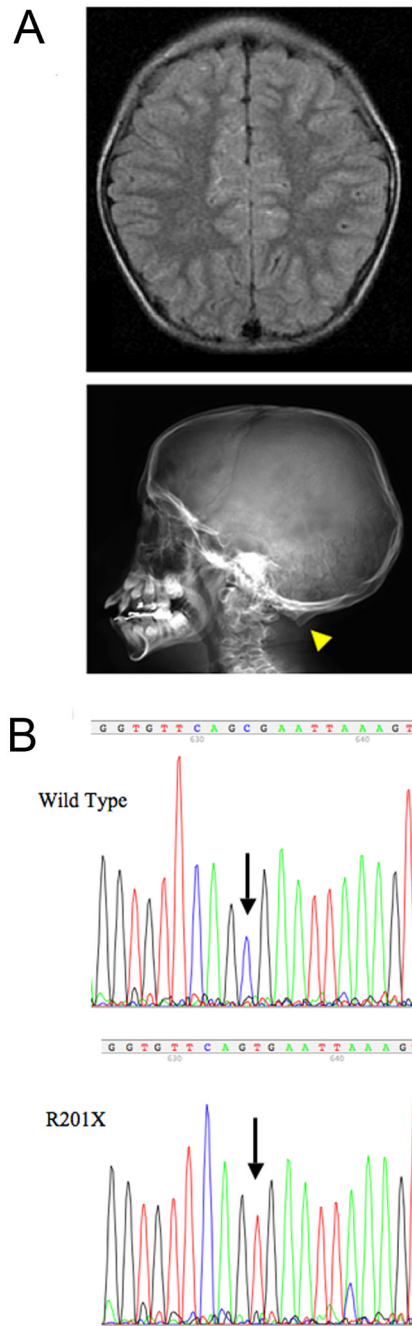 A
B
G G T G T T C A G C G A A T T A A A G T
630 640
Wild Type
G G T G T T C A G T G A A T T A A A G
630 640
R201X